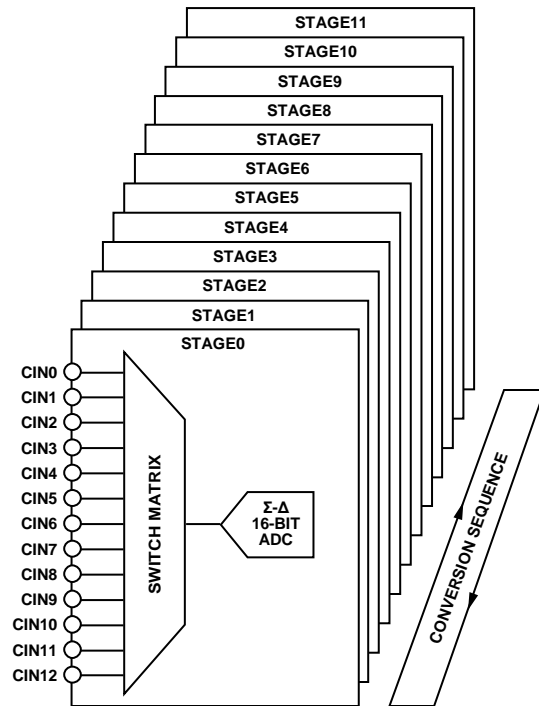 STAGE11
STAGE10
STAGE9
STAGE8
STAGE7
STAGE6
STAGE5
STAGE4
STAGE3
STAGE2
STAGE1
STAGE0
CIN0
CIN1
CIN2
CIN3
CIN4
CIN5
CIN6
CIN7
CIN8
CIN9
CIN10
CIN11
CIN12
SWITCH MATRIX
Σ-Δ
16-BIT
ADC
CONVERSION SEQUENCE